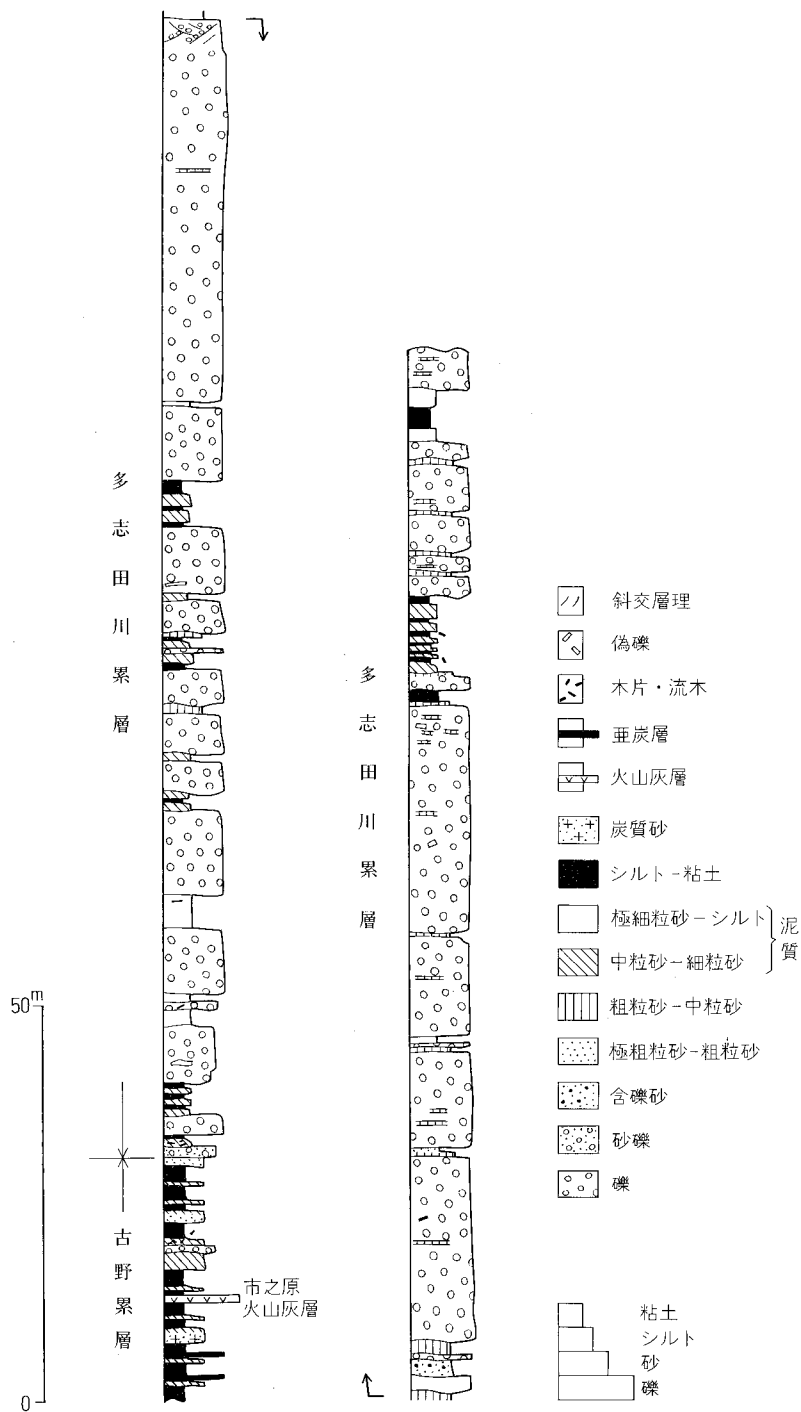 多志田川累層
50m
古野累層
市之原
火山灰層
0
多志田川累層
斜交層理
偽礫
木片・流木
亜炭層
火山灰層
炭質砂
シルト-粘土
極細粒砂-シルト
中粒砂-細粒砂
泥質
粗粒砂-中粒砂
極粗粒砂-粗粒砂
含礫砂
砂礫
礫
粘土
シルト
砂
礫